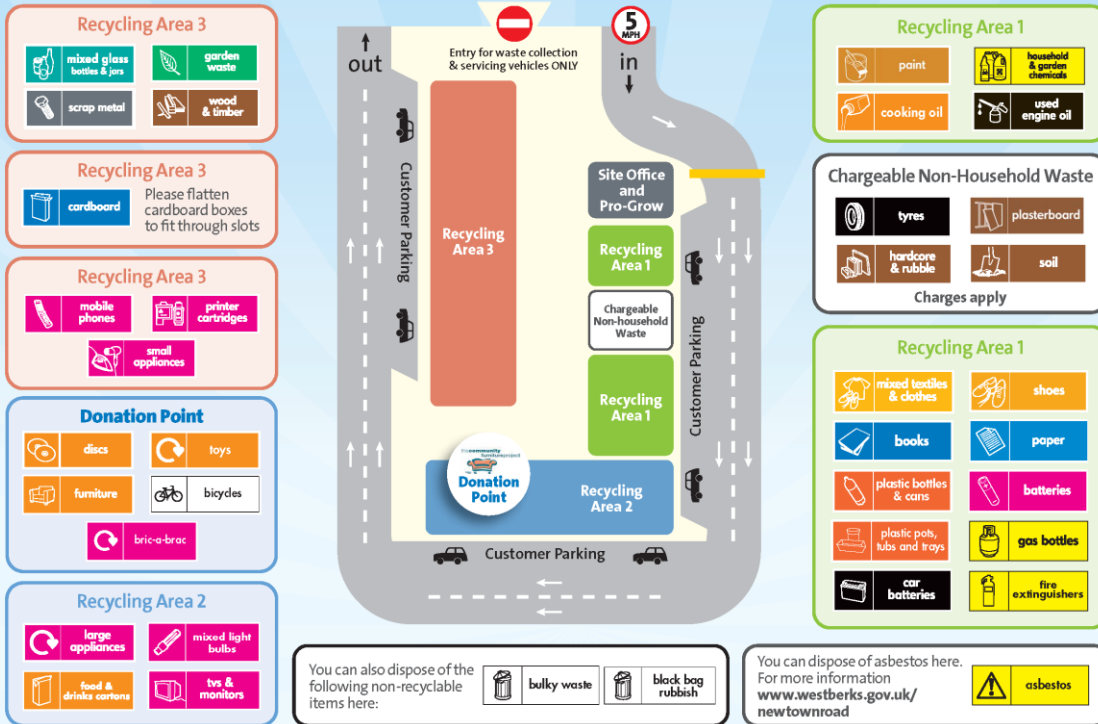 Recycling Area 3
mixed glass
bottles & jars
garden
waste
scrap metal
wood
& timber
Recycling Area 3
cardboard
Please flatten
cardboard boxes
to fit through slots
Recycling Area 3
mobile
phones
printer
cartridges
small
appliances
Donation Point
discs
toys
furniture
bicycles
bric-a-brac
Recycling Area 2
large
appliances
mixed light
bulbs
food &
drinks cartons
tvs &
monitors
out
Entry for waste collection
& servicing vehicles ONLY
5
MPH
in
Customer Parking
Recycling
Area 3
Site Office
and
Pro-Grow
Recycling
Area 1
Chargeable
Non-household
Waste
Recycling
Area 1
Customer Parking
thecommunity
furnitureproject
Donation
Point
Recycling
Area 2
Customer Parking
You can also dispose of the
following non-recyclable
items here:
bulky waste
black bag
rubbish
Recycling Area 1
paint
household
& garden
chemicals
cooking oil
used
engine oil
Chargeable Non-Household Waste
tyres
plasterboard
hardcore
& rubble
soil
Charges apply
Recycling Area 1
mixed textiles
& clothes
shoes
books
paper
plastic bottles
& cans
batteries
plastic pots,
tubs and trays
gas bottles
car
batteries
fire
extinguishers
You can dispose of asbestos here.
For more information
www.westberks.gov.uk/
newtownroad
asbestos